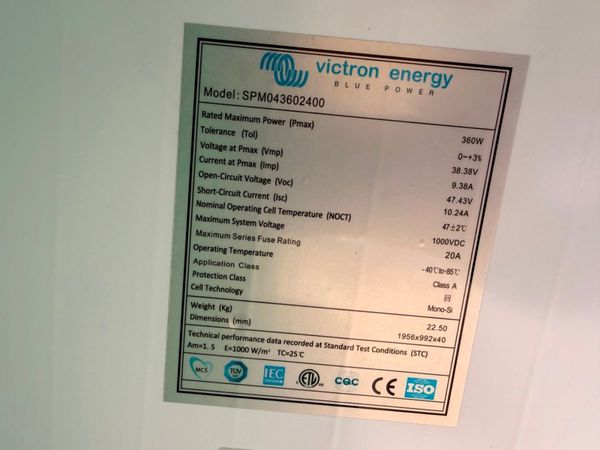 victron energy
BLUE POWER
Model: SPM043602400
Rated Maximum Power (Pmax) 360W
Tolerance (Tol) 0~+3%
Voltage at Pmax (Vmp) 38.38V
Current at Pmax (Imp) 9.38A
Open-Circuit Voltage (Voc) 47.43V
Short-Circuit Current (Isc) 10.24A
Nominal Operating Cell Temperature (NOCT) 47±2℃
Maximum System Voltage 1000VDC
Maximum Series Fuse Rating 20A
Operating Temperature -40℃to-85℃
Application Class Class A
Protection Class II
Cell Technology Mono-Si
Weight (Kg) 22.50
Dimensions (mm) 1956x992x40
Technical performance data recorded at Standard Test Conditions (STC)
Am=1. 5 E=1000 W/m² TC=25℃
MCS TUV IEC ETL CQC CE ISO